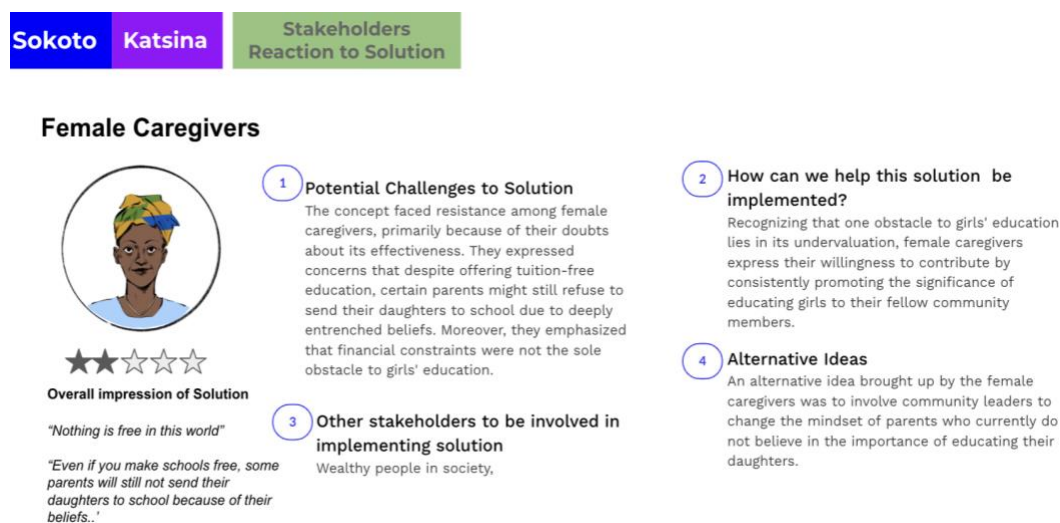 Sokoto
Katsina
Stakeholders
Reaction to Solution
Female Caregivers
Overall impression of Solution
“Nothing is free in this world”
“Even if you make schools free, some
parents will still not send their
daughters to school because of their
beliefs..’
1
Potential Challenges to Solution
The concept faced resistance among female
caregivers, primarily because of their doubts
about its effectiveness. They expressed
concerns that despite offering tuition-free
education, certain parents might still refuse to
send their daughters to school due to deeply
entrenched beliefs. Moreover, they emphasized
that financial constraints were not the sole
obstacle to girls' education.
2
How can we help this solution be
implemented?
Recognizing that one obstacle to girls' education
lies in its undervaluation, female caregivers
express their willingness to contribute by
consistently promoting the significance of
educating girls to their fellow community
members.
3
Other stakeholders to be involved in
implementing solution
Wealthy people in society,
4
Alternative Ideas
An alternative idea brought up by the female
caregivers was to involve community leaders to
change the mindset of parents who currently do
not believe in the importance of educating their
daughters.